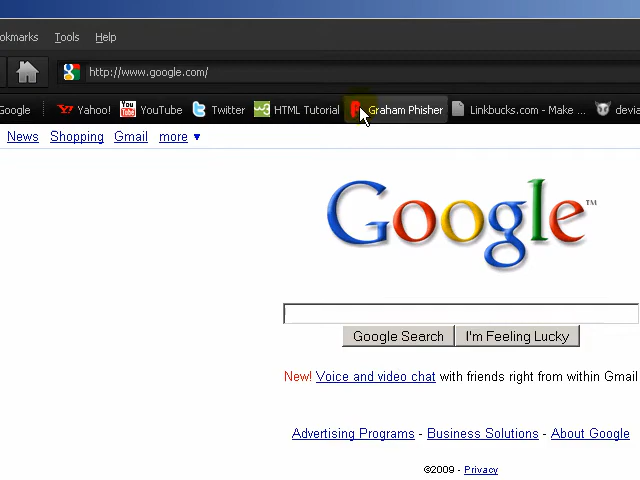 okmarks Tools Help
http://www.google.com/
Google Yahoo! YouTube Twitter HTML Tutorial Graham Phisher Linkbucks.com - Make ... devia
News Shopping Gmail more ▼
Google™
Google Search I'm Feeling Lucky
New! Voice and video chat with friends right from within Gmail
Advertising Programs - Business Solutions - About Google
©2009 - Privacy